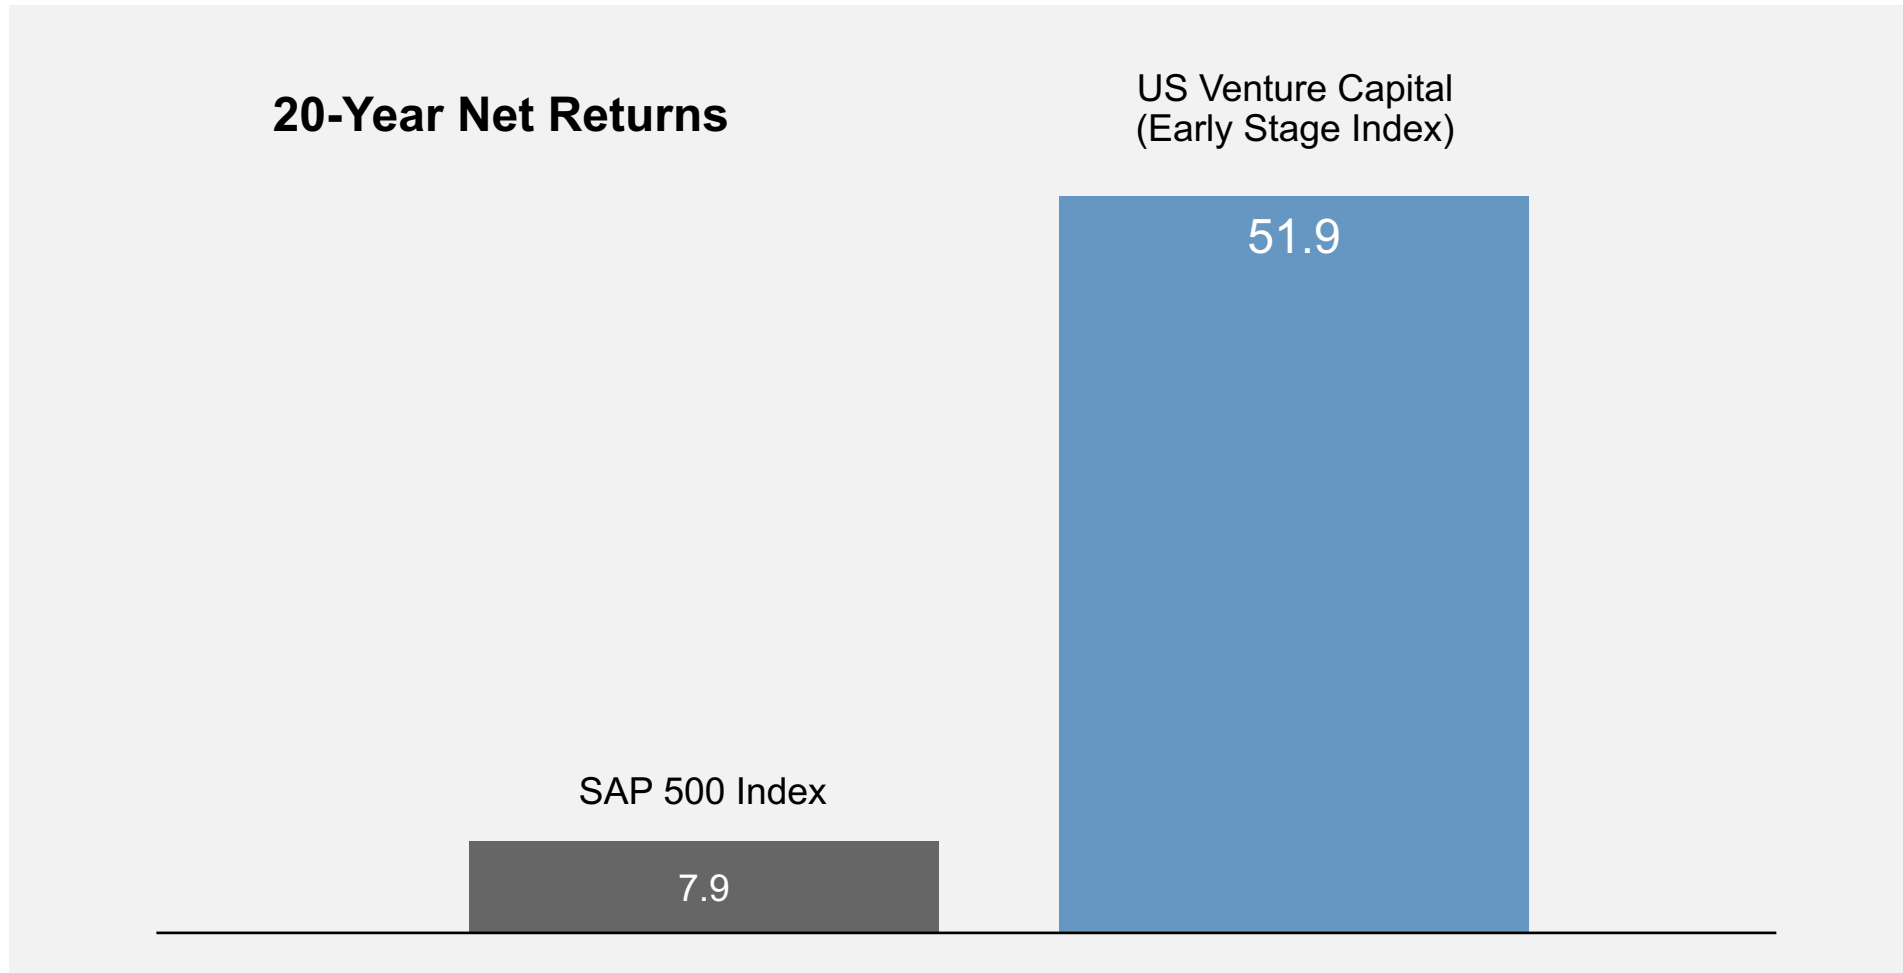 20-Year Net Returns
US Venture Capital
(Early Stage Index)
51.9
SAP 500 Index
7.9